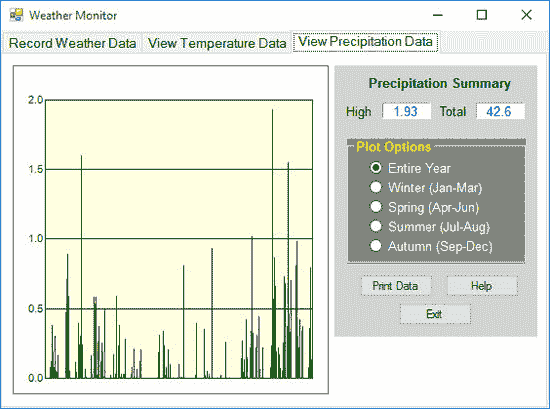 Weather Monitor
Record Weather Data View Temperature Data View Precipitation Data
Precipitation Summary
High 1.93 Total 42.6
Plot Options
Entire Year
Winter (Jan-Mar)
Spring (Apr-Jun)
Summer (Jul-Aug)
Autumn (Sep-Dec)
Print Data Help
Exit
2.0
1.5
1.0
0.5
0.0